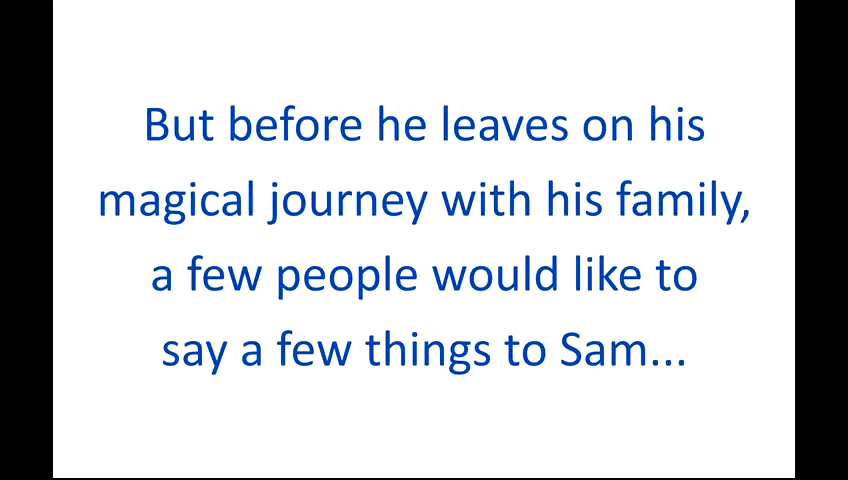 But before he leaves on his
magical journey with his family,
a few people would like to
say a few things to Sam...